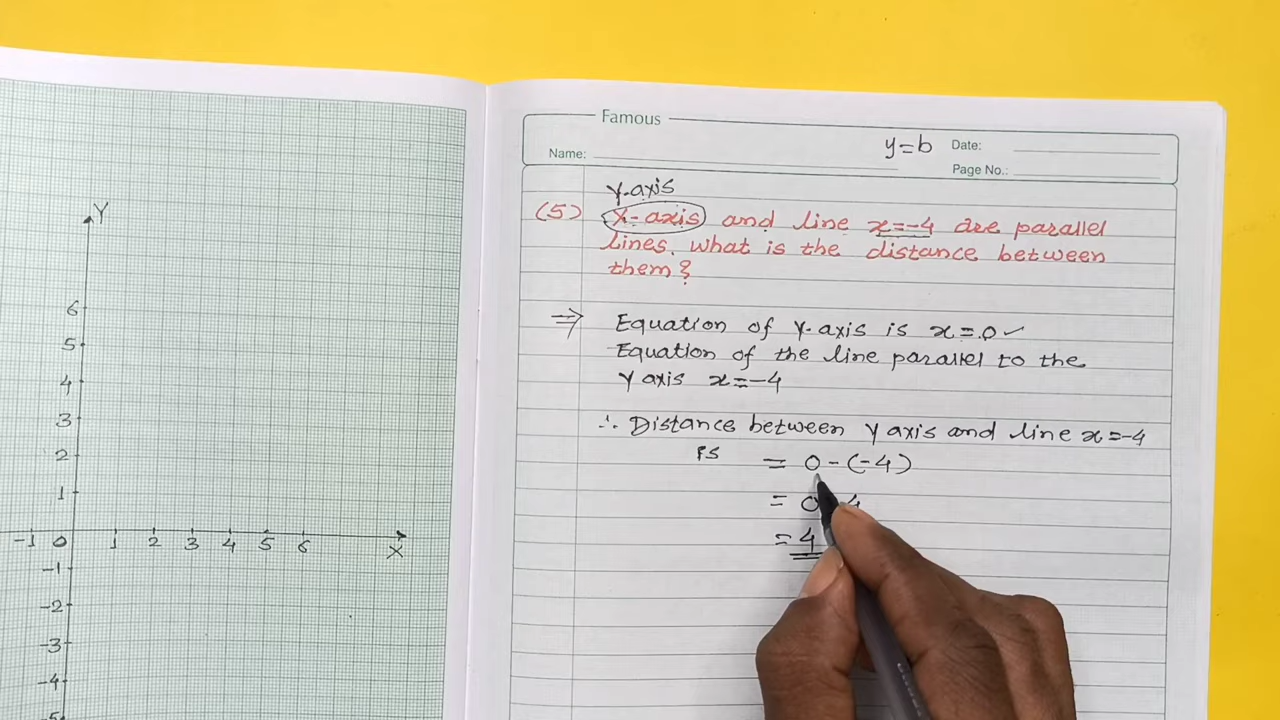 Y
6
5
4
3
2
1
-1 0 1 2 3 4 5 6 X
-1
-2
-3
-4
-5
Famous
Name:
y=b
Date:
Page No.:
Y-axis
(5) X-axis and line x=-4 are parallel
lines. what is the distance between
them?
⇒ Equation of Y-axis is x=0 ✓
Equation of the line parallel to the
Y axis x=-4
∴ Distance between Y axis and line x=-4
is = 0-(-4)
= 0 4
= 4